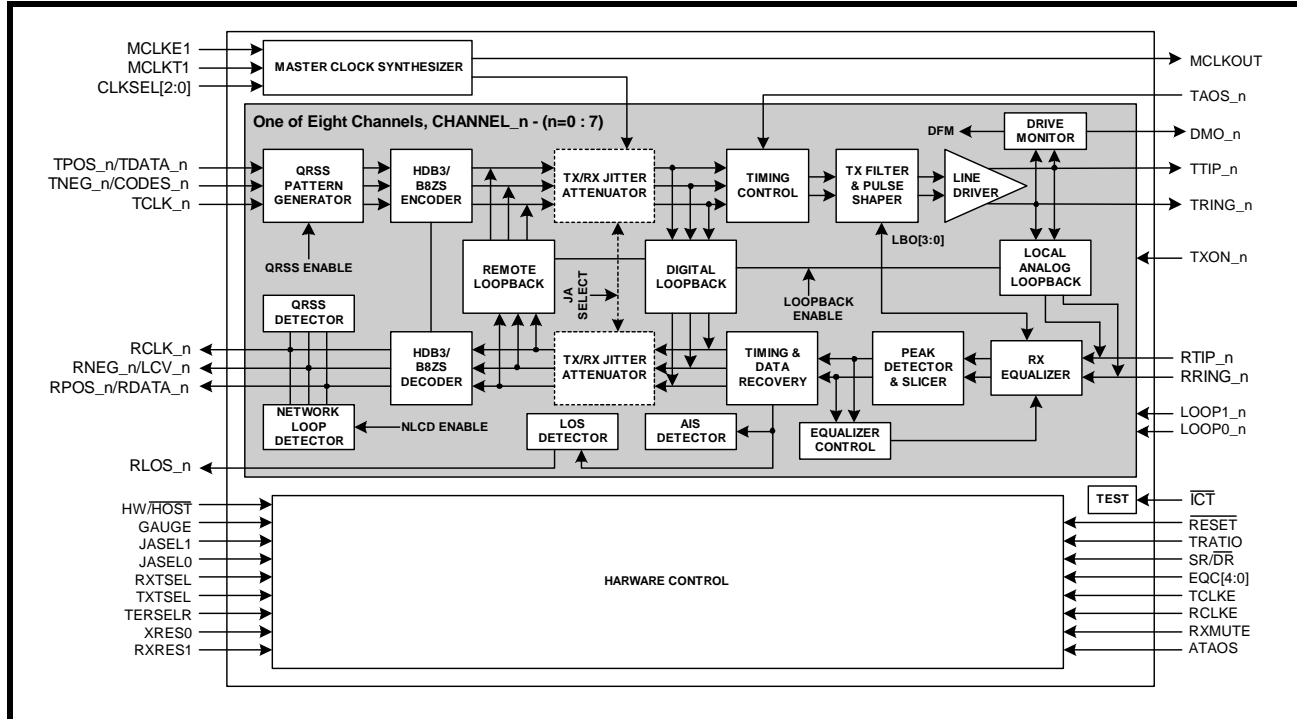 MCLKE1
MCLKT1
CLKSEL[2:0]
MASTER CLOCK SYNTHESIZER
MCLKOUT
TAOS_n
One of Eight Channels, CHANNEL_n - (n=0 : 7)
DFM
DRIVE
MONITOR
DMO_n
TPOS_n/TDATA_n
TNEG_n/CODES_n
TCLK_n
QRSS
PATTERN
GENERATOR
HDB3/
B8ZS
ENCODER
TX/RX JITTER
ATTENUATOR
TIMING
CONTROL
TX FILTER
& PULSE
SHAPER
LINE
DRIVER
TTIP_n
TRING_n
QRSS ENABLE
REMOTE
LOOPBACK
JA
SELECT
DIGITAL
LOOPBACK
LBO[3:0]
LOOPBACK
ENABLE
LOCAL
ANALOG
LOOPBACK
TXON_n
QRSS
DETECTOR
RCLK_n
RNEG_n/LCV_n
RPOS_n/RDATA_n
HDB3/
B8ZS
DECODER
TX/RX JITTER
ATTENUATOR
TIMING &
DATA
RECOVERY
PEAK
DETECTOR
& SLICER
RX
EQUALIZER
RTIP_n
RRING_n
NETWORK
LOOP
DETECTOR
NLCD ENABLE
LOS
DETECTOR
AIS
DETECTOR
EQUALIZER
CONTROL
LOOP1_n
LOOP0_n
RLOS_n
TEST
ICT
HW/HOST
GAUGE
JASEL1
JASEL0
RXTSEL
TXTSEL
TERSELR
XRES0
RXRES1
HARWARE CONTROL
RESET
TRATIO
SR/DR
EQC[4:0]
TCLKE
RCLKE
RXMUTE
ATAOS